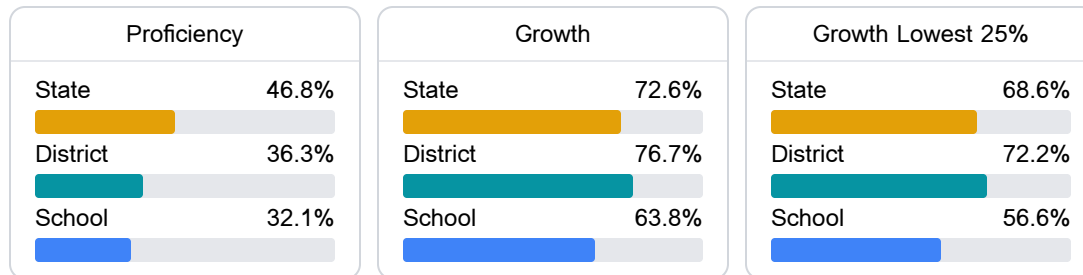 Proficiency
State 46.8%
District 36.3%
School 32.1%
Growth
State 72.6%
District 76.7%
School 63.8%
Growth Lowest 25%
State 68.6%
District 72.2%
School 56.6%